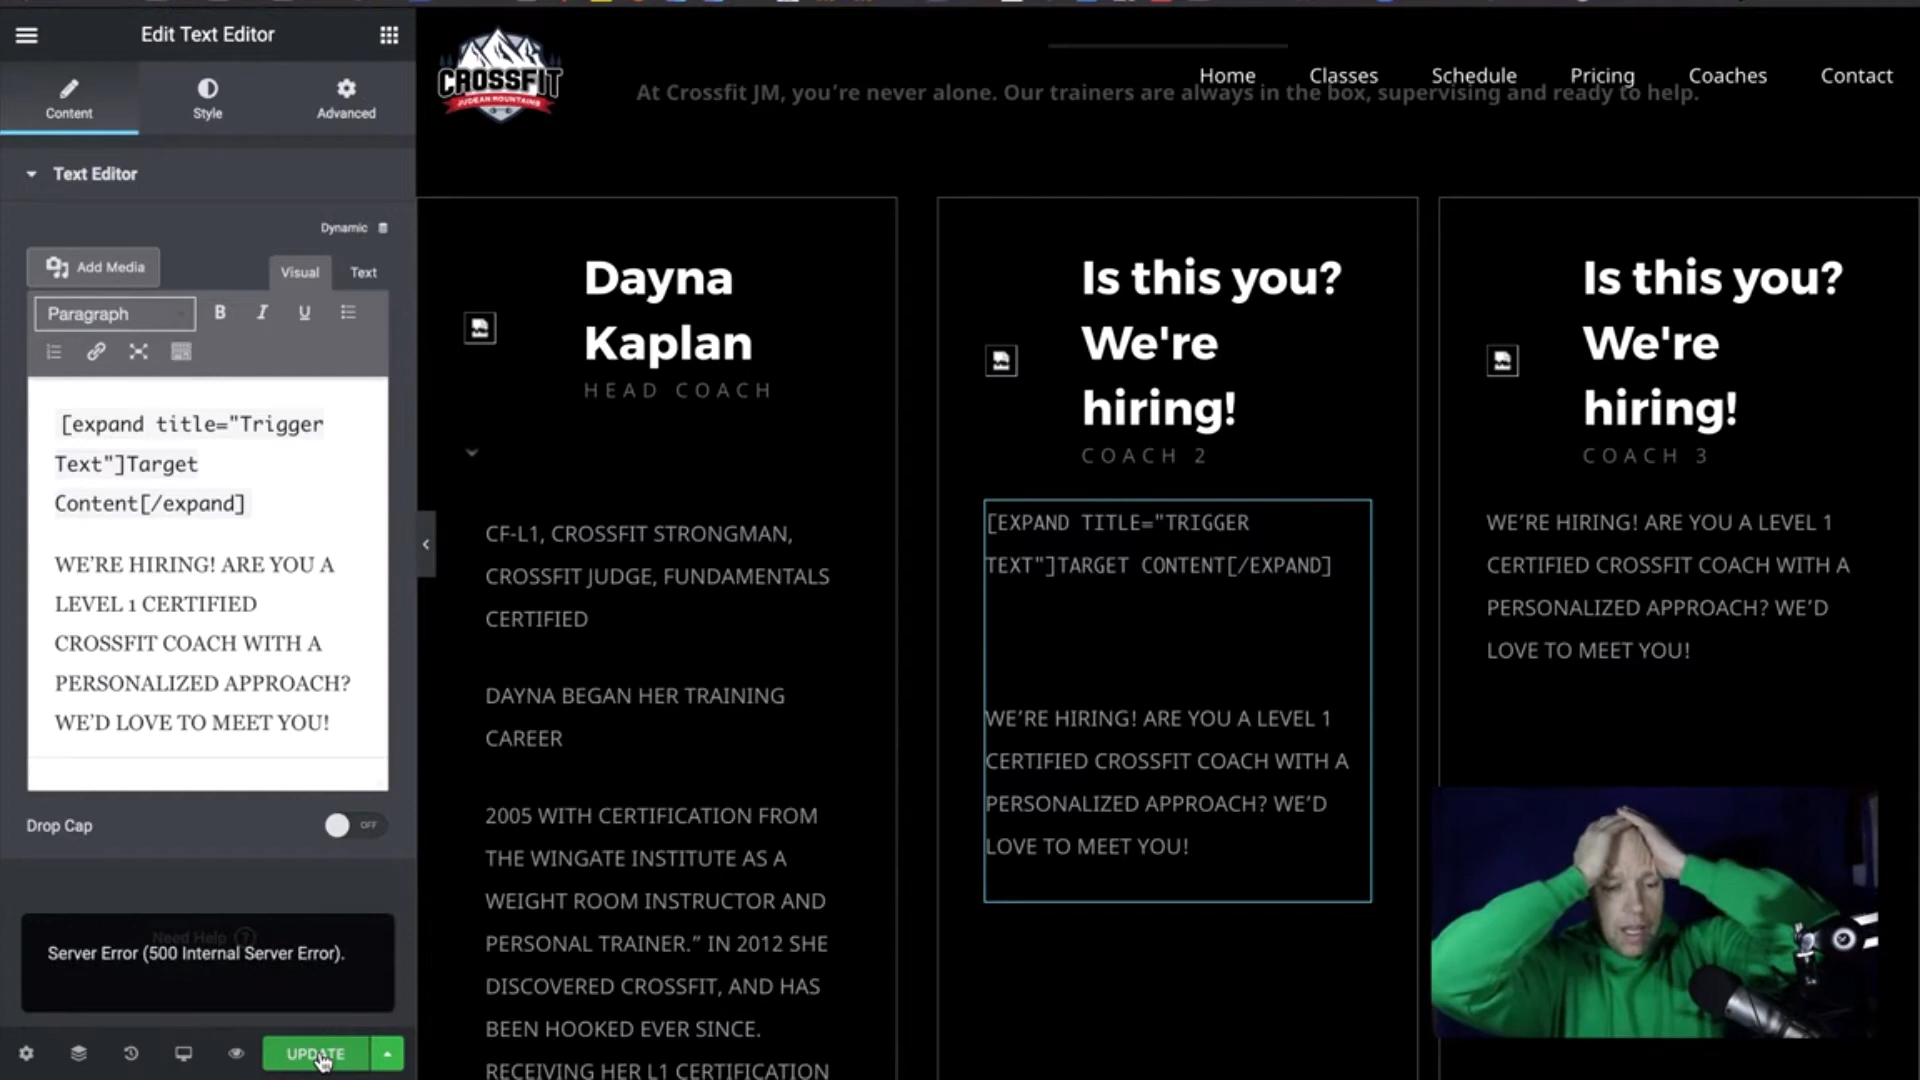 Edit Text Editor
Content
Style
Advanced
Text Editor
Dynamic
Add Media
Visual
Text
Paragraph
B I U
[expand title="Trigger
Text"]Target
Content[/expand]
WE’RE HIRING! ARE YOU A
LEVEL 1 CERTIFIED
CROSSFIT COACH WITH A
PERSONALIZED APPROACH?
WE’D LOVE TO MEET YOU!
Drop Cap
OFF
Need Help
Server Error (500 Internal Server Error).
UPDATE
CROSSFIT
JUDEAN MOUNTAINS
Home
Classes
Schedule
Pricing
Coaches
Contact
At Crossfit JM, you’re never alone. Our trainers are always in the box, supervising and ready to help.
Dayna
Kaplan
HEAD COACH
CF-L1, CROSSFIT STRONGMAN,
CROSSFIT JUDGE, FUNDAMENTALS
CERTIFIED
DAYNA BEGAN HER TRAINING
CAREER
2005 WITH CERTIFICATION FROM
THE WINGATE INSTITUTE AS A
WEIGHT ROOM INSTRUCTOR AND
PERSONAL TRAINER.” IN 2012 SHE
DISCOVERED CROSSFIT, AND HAS
BEEN HOOKED EVER SINCE.
RECEIVING HER L1 CERTIFICATION
Is this you?
We're
hiring!
COACH 2
[EXPAND TITLE="TRIGGER
TEXT"]TARGET CONTENT[/EXPAND]
WE’RE HIRING! ARE YOU A LEVEL 1
CERTIFIED CROSSFIT COACH WITH A
PERSONALIZED APPROACH? WE’D
LOVE TO MEET YOU!
Is this you?
We're
hiring!
COACH 3
WE’RE HIRING! ARE YOU A LEVEL 1
CERTIFIED CROSSFIT COACH WITH A
PERSONALIZED APPROACH? WE’D
LOVE TO MEET YOU!